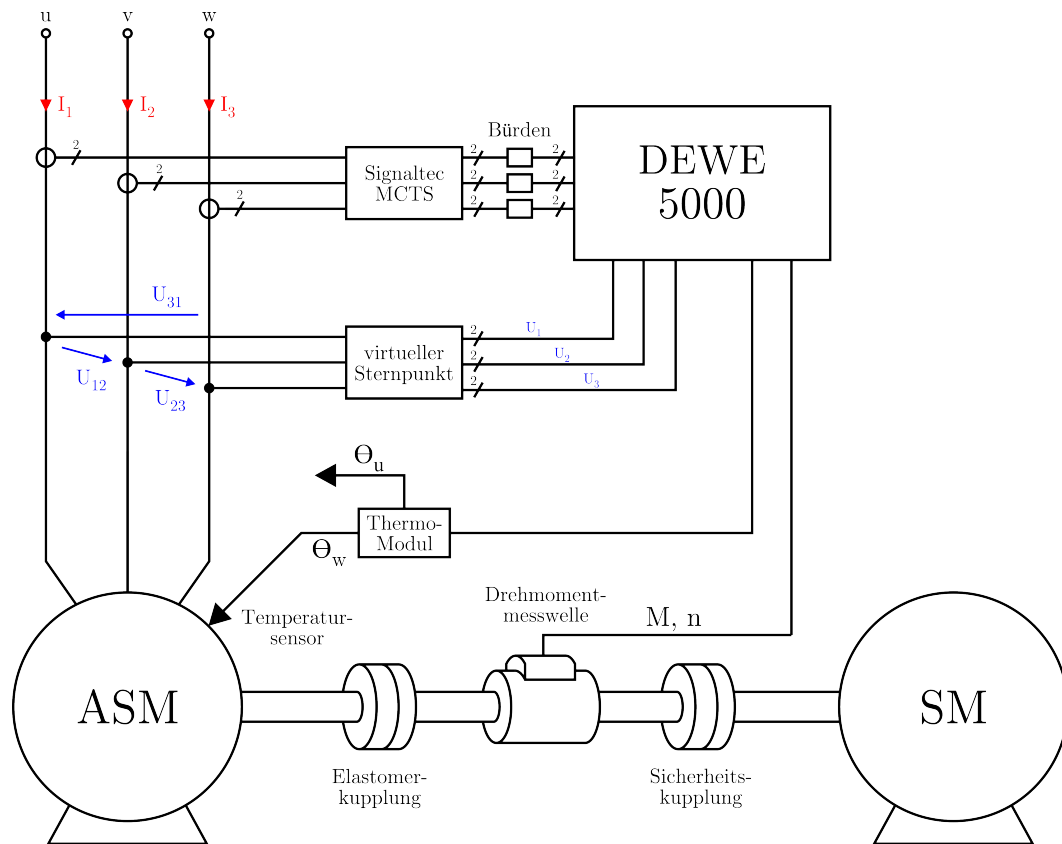 u v w
I1 I2 I3
Bürden
2 2 2 2 2
Signaltec
MCTS
2 2
2 2
DEWE
5000
U31
U12
U23
virtueller
Sternpunkt
2 U1
2 U2
2 U3
ϴu
Thermo-
Modul
ϴw
Temperatur-
sensor
Drehmoment-
messwelle
M, n
ASM
SM
Elastomer-
kupplung
Sicherheits-
kupplung